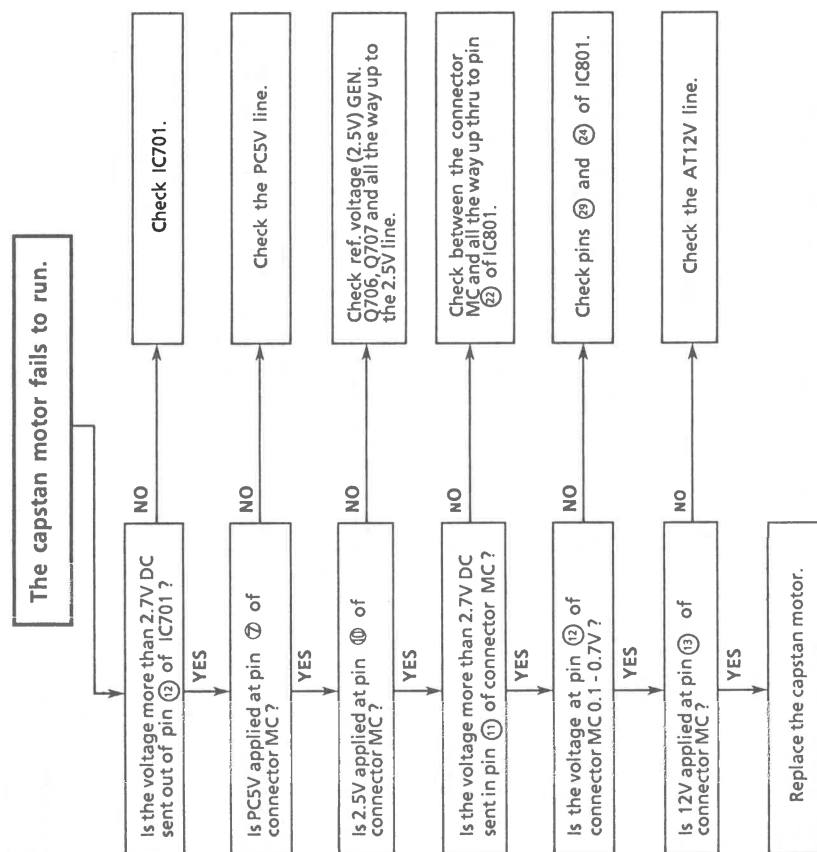 The capstan motor fails to run.
Is the voltage more than 2.7V DC
sent out of pin ⑫ of IC701 ?
NO
Check IC701.
YES
Is PC5V applied at pin ⑦ of
connector MC ?
NO
Check the PC5V line.
YES
Is 2.5V applied at pin ⑩ of
connector MC ?
NO
Check ref. voltage (2.5V) GEN.
Q706, Q707 and all the way up to
the 2.5V line.
YES
Is the voltage more than 2.7V DC
sent in pin ⑪ of connector MC ?
NO
Check between the connector
MC and all the way up thru to pin
㉒ of IC801.
YES
Is the voltage at pin ⑫ of
connector MC 0.1 - 0.7V ?
NO
Check pins ㉙ and ㉔ of IC801.
YES
Is 12V applied at pin ⑬ of
connector MC ?
NO
Check the AT12V line.
YES
Replace the capstan motor.